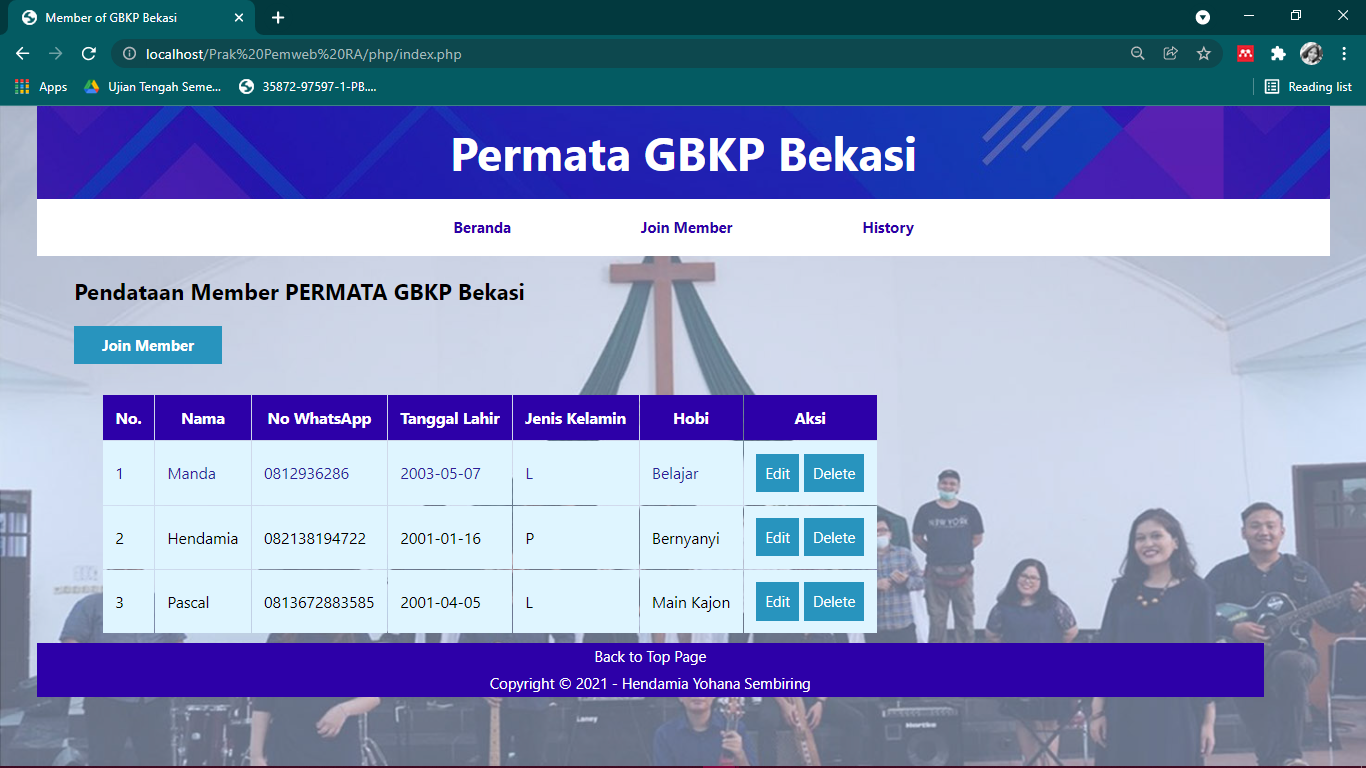 Member of GBKP Bekasi
localhost/Prak%20Pemweb%20RA/php/index.php
Apps Ujian Tengah Seme... 35872-97597-1-PB.... Reading list
Permata GBKP Bekasi
Beranda Join Member History
Pendataan Member PERMATA GBKP Bekasi
Join Member
No. Nama No WhatsApp Tanggal Lahir Jenis Kelamin Hobi Aksi
1 Manda 0812936286 2003-05-07 L Belajar Edit Delete
2 Hendamia 082138194722 2001-01-16 P Bernyanyi Edit Delete
3 Pascal 0813672883585 2001-04-05 L Main Kajon Edit Delete
NEW YORK
Back to Top Page
Copyright © 2021 - Hendamia Yohana Sembiring
Laney